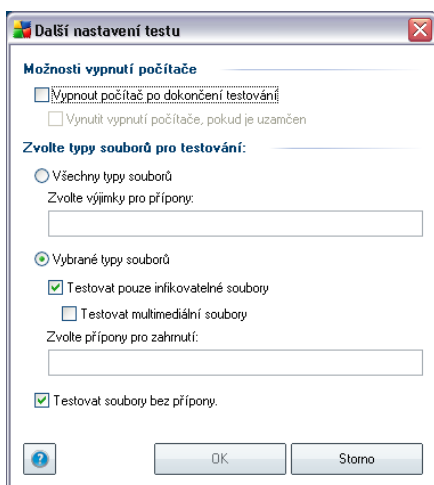 Další nastavení testu
Možnosti vypnutí počítače
Vypnout počítač po dokončení testování
Vynutit vypnutí počítače, pokud je uzamčen
Zvolte typy souborů pro testování:
Všechny typy souborů
Zvolte výjimky pro přípony:
Vybrané typy souborů
Testovat pouze infikovatelné soubory
Testovat multimediální soubory
Zvolte přípony pro zahrnutí:
Testovat soubory bez přípony.
? OK Storno